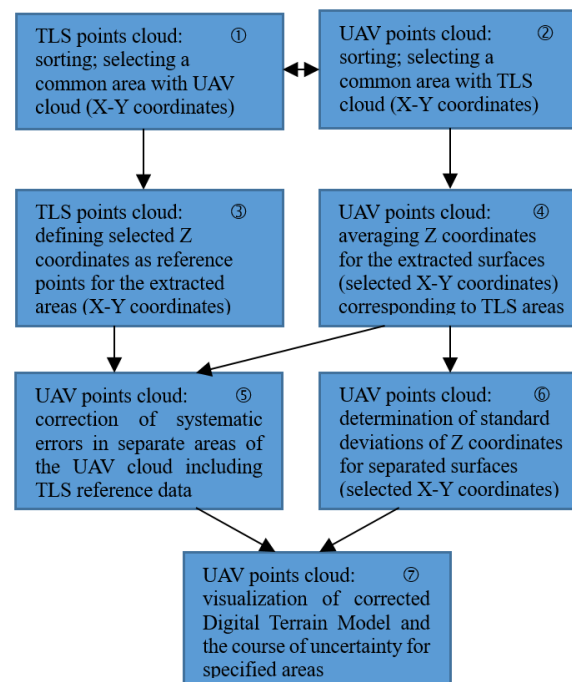 TLS points cloud: ①
sorting; selecting a
common area with UAV
cloud (X-Y coordinates)
UAV points cloud: ②
sorting; selecting a
common area with TLS
cloud (X-Y coordinates)
TLS points cloud: ③
defining selected Z
coordinates as reference
points for the extracted
areas (X-Y coordinates)
UAV points cloud: ④
averaging Z coordinates
for the extracted surfaces
(selected X-Y coordinates)
corresponding to TLS areas
UAV points cloud: ⑤
correction of systematic
errors in separate areas of
the UAV cloud including
TLS reference data
UAV points cloud: ⑥
determination of standard
deviations of Z coordinates
for separated surfaces
(selected X-Y coordinates)
UAV points cloud: ⑦
visualization of corrected
Digital Terrain Model and
the course of uncertainty for
specified areas